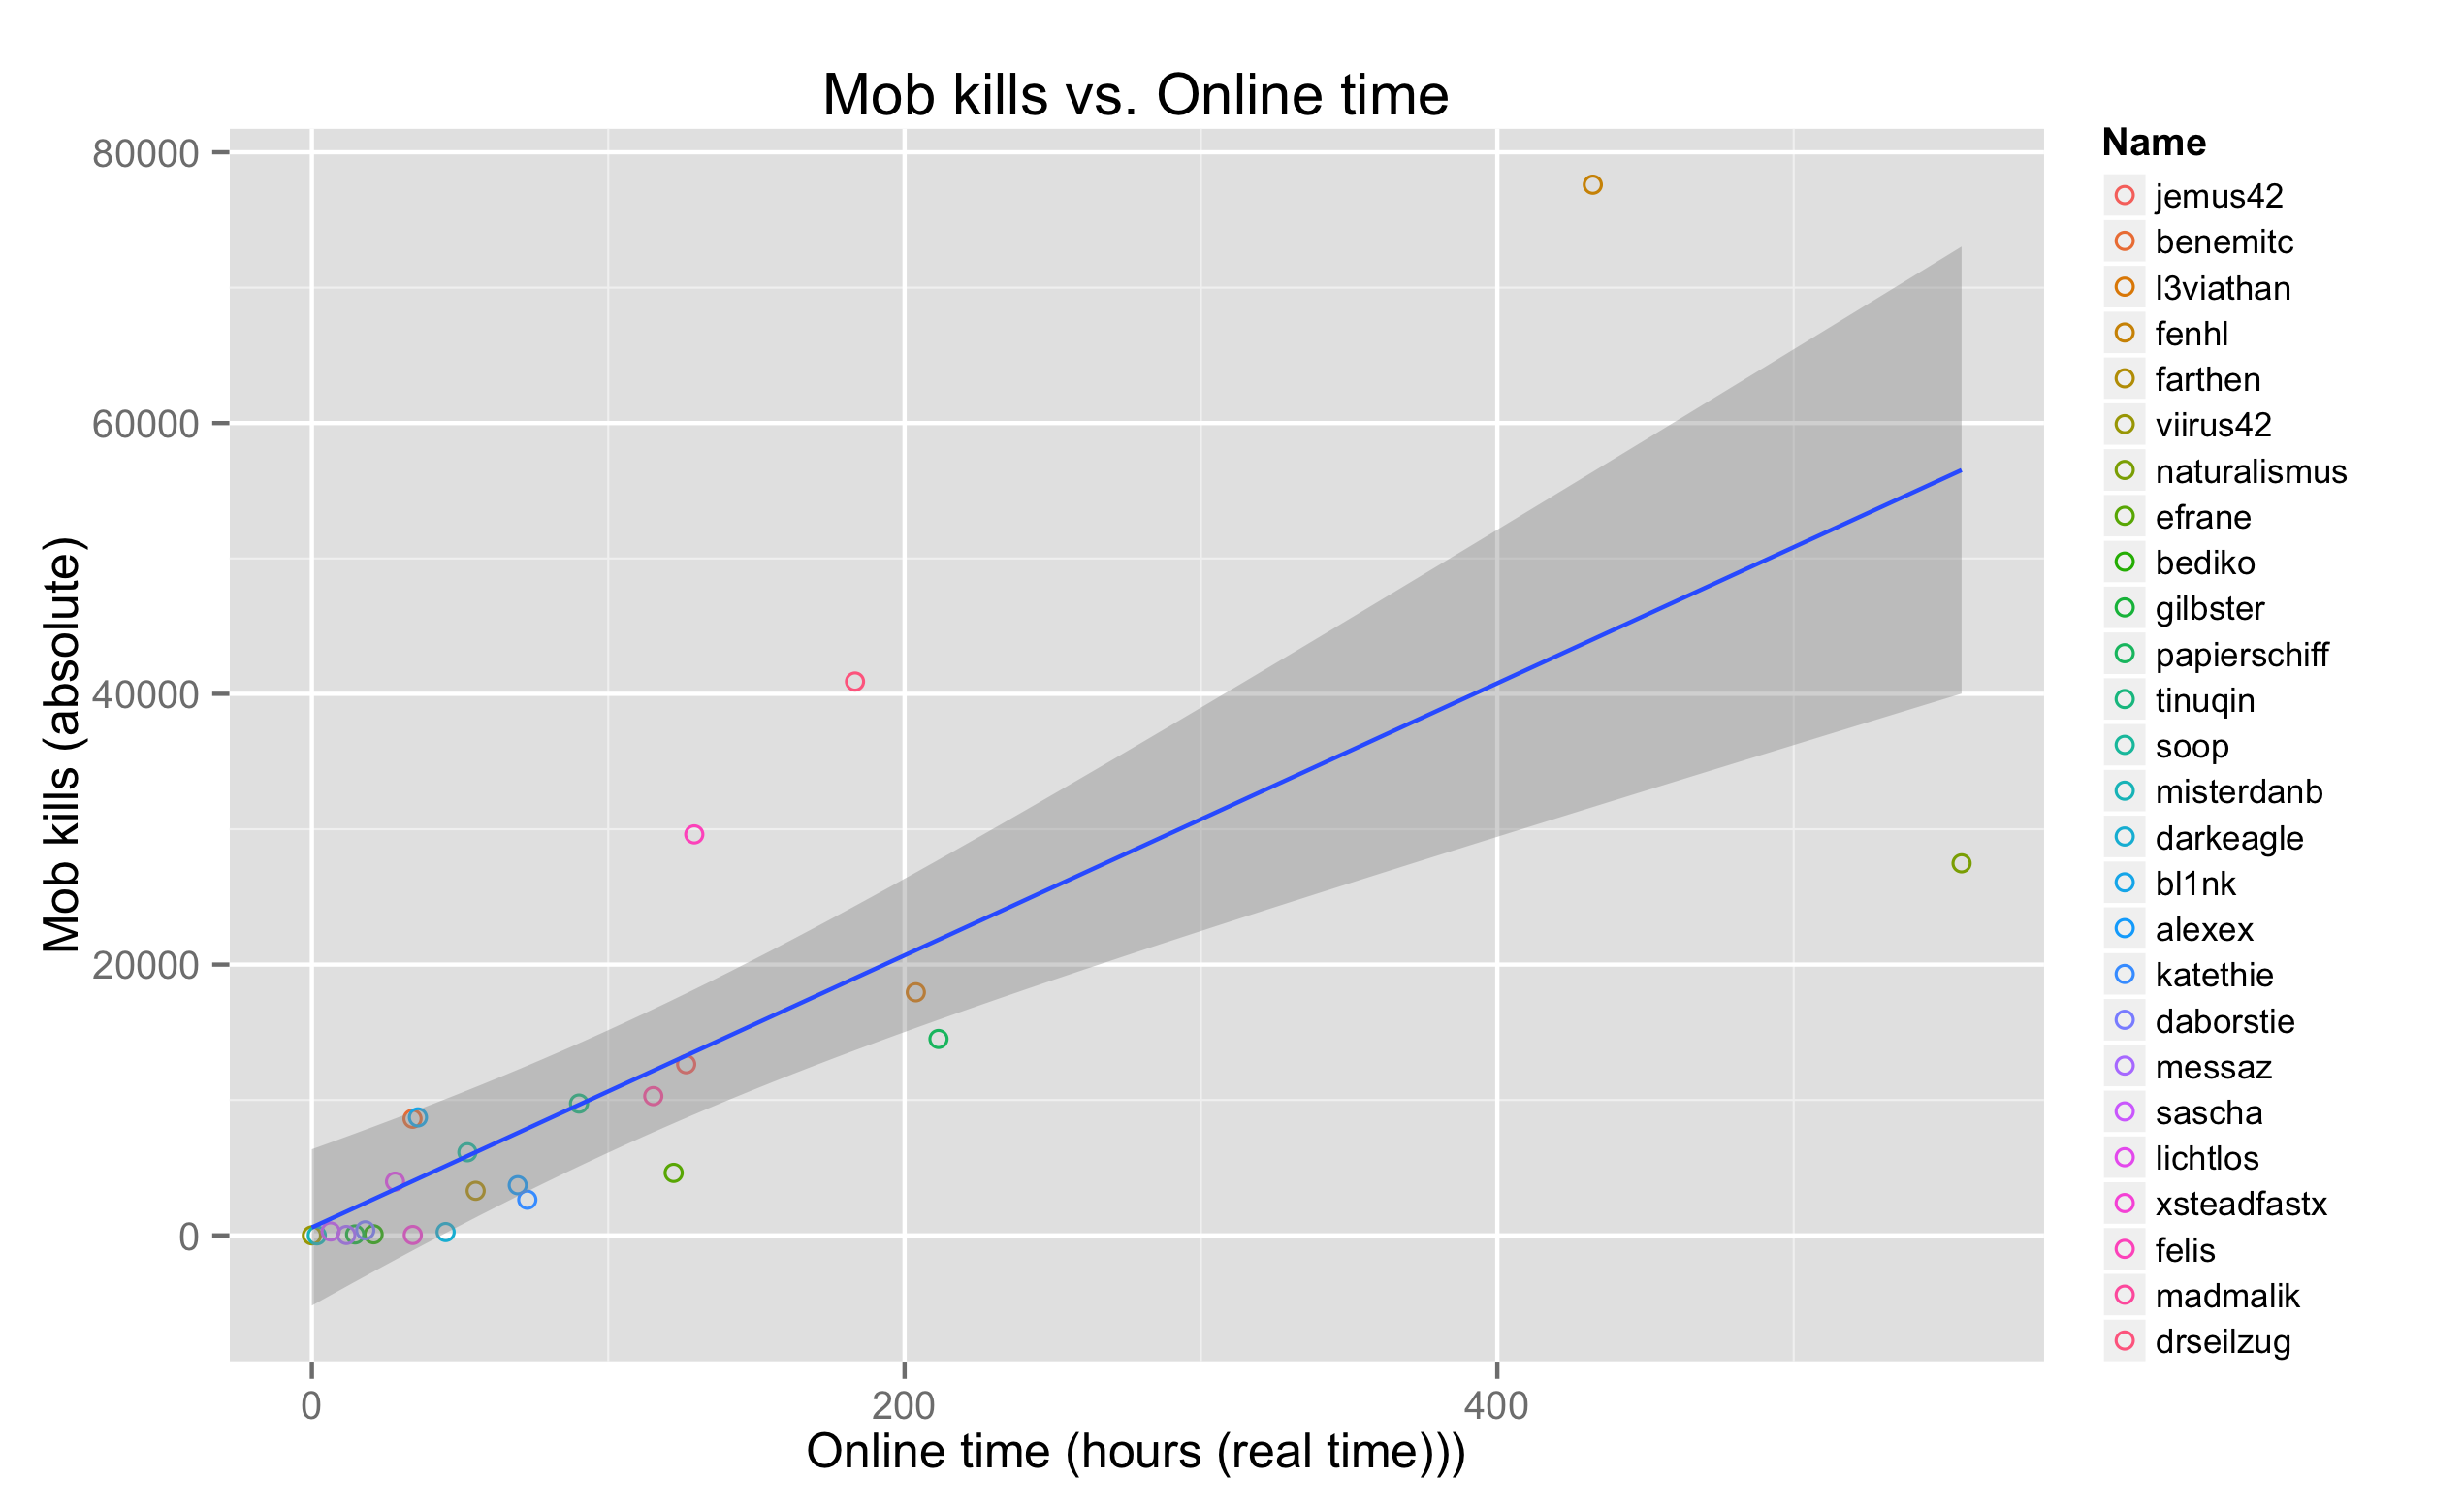 Mob kills vs. Online time
80000
60000
40000
20000
0
Mob kills (absolute)
0
200
400
Online time (hours (real time)))
Name
jemus42
benemitc
l3viathan
fenhl
farthen
viirus42
naturalismus
efrane
bediko
gilbster
papierschiff
tinuqin
soop
misterdanb
darkeagle
bl1nk
alexex
katethie
daborstie
messaz
sascha
lichtlos
xsteadfastx
felis
madmalik
drseilzug